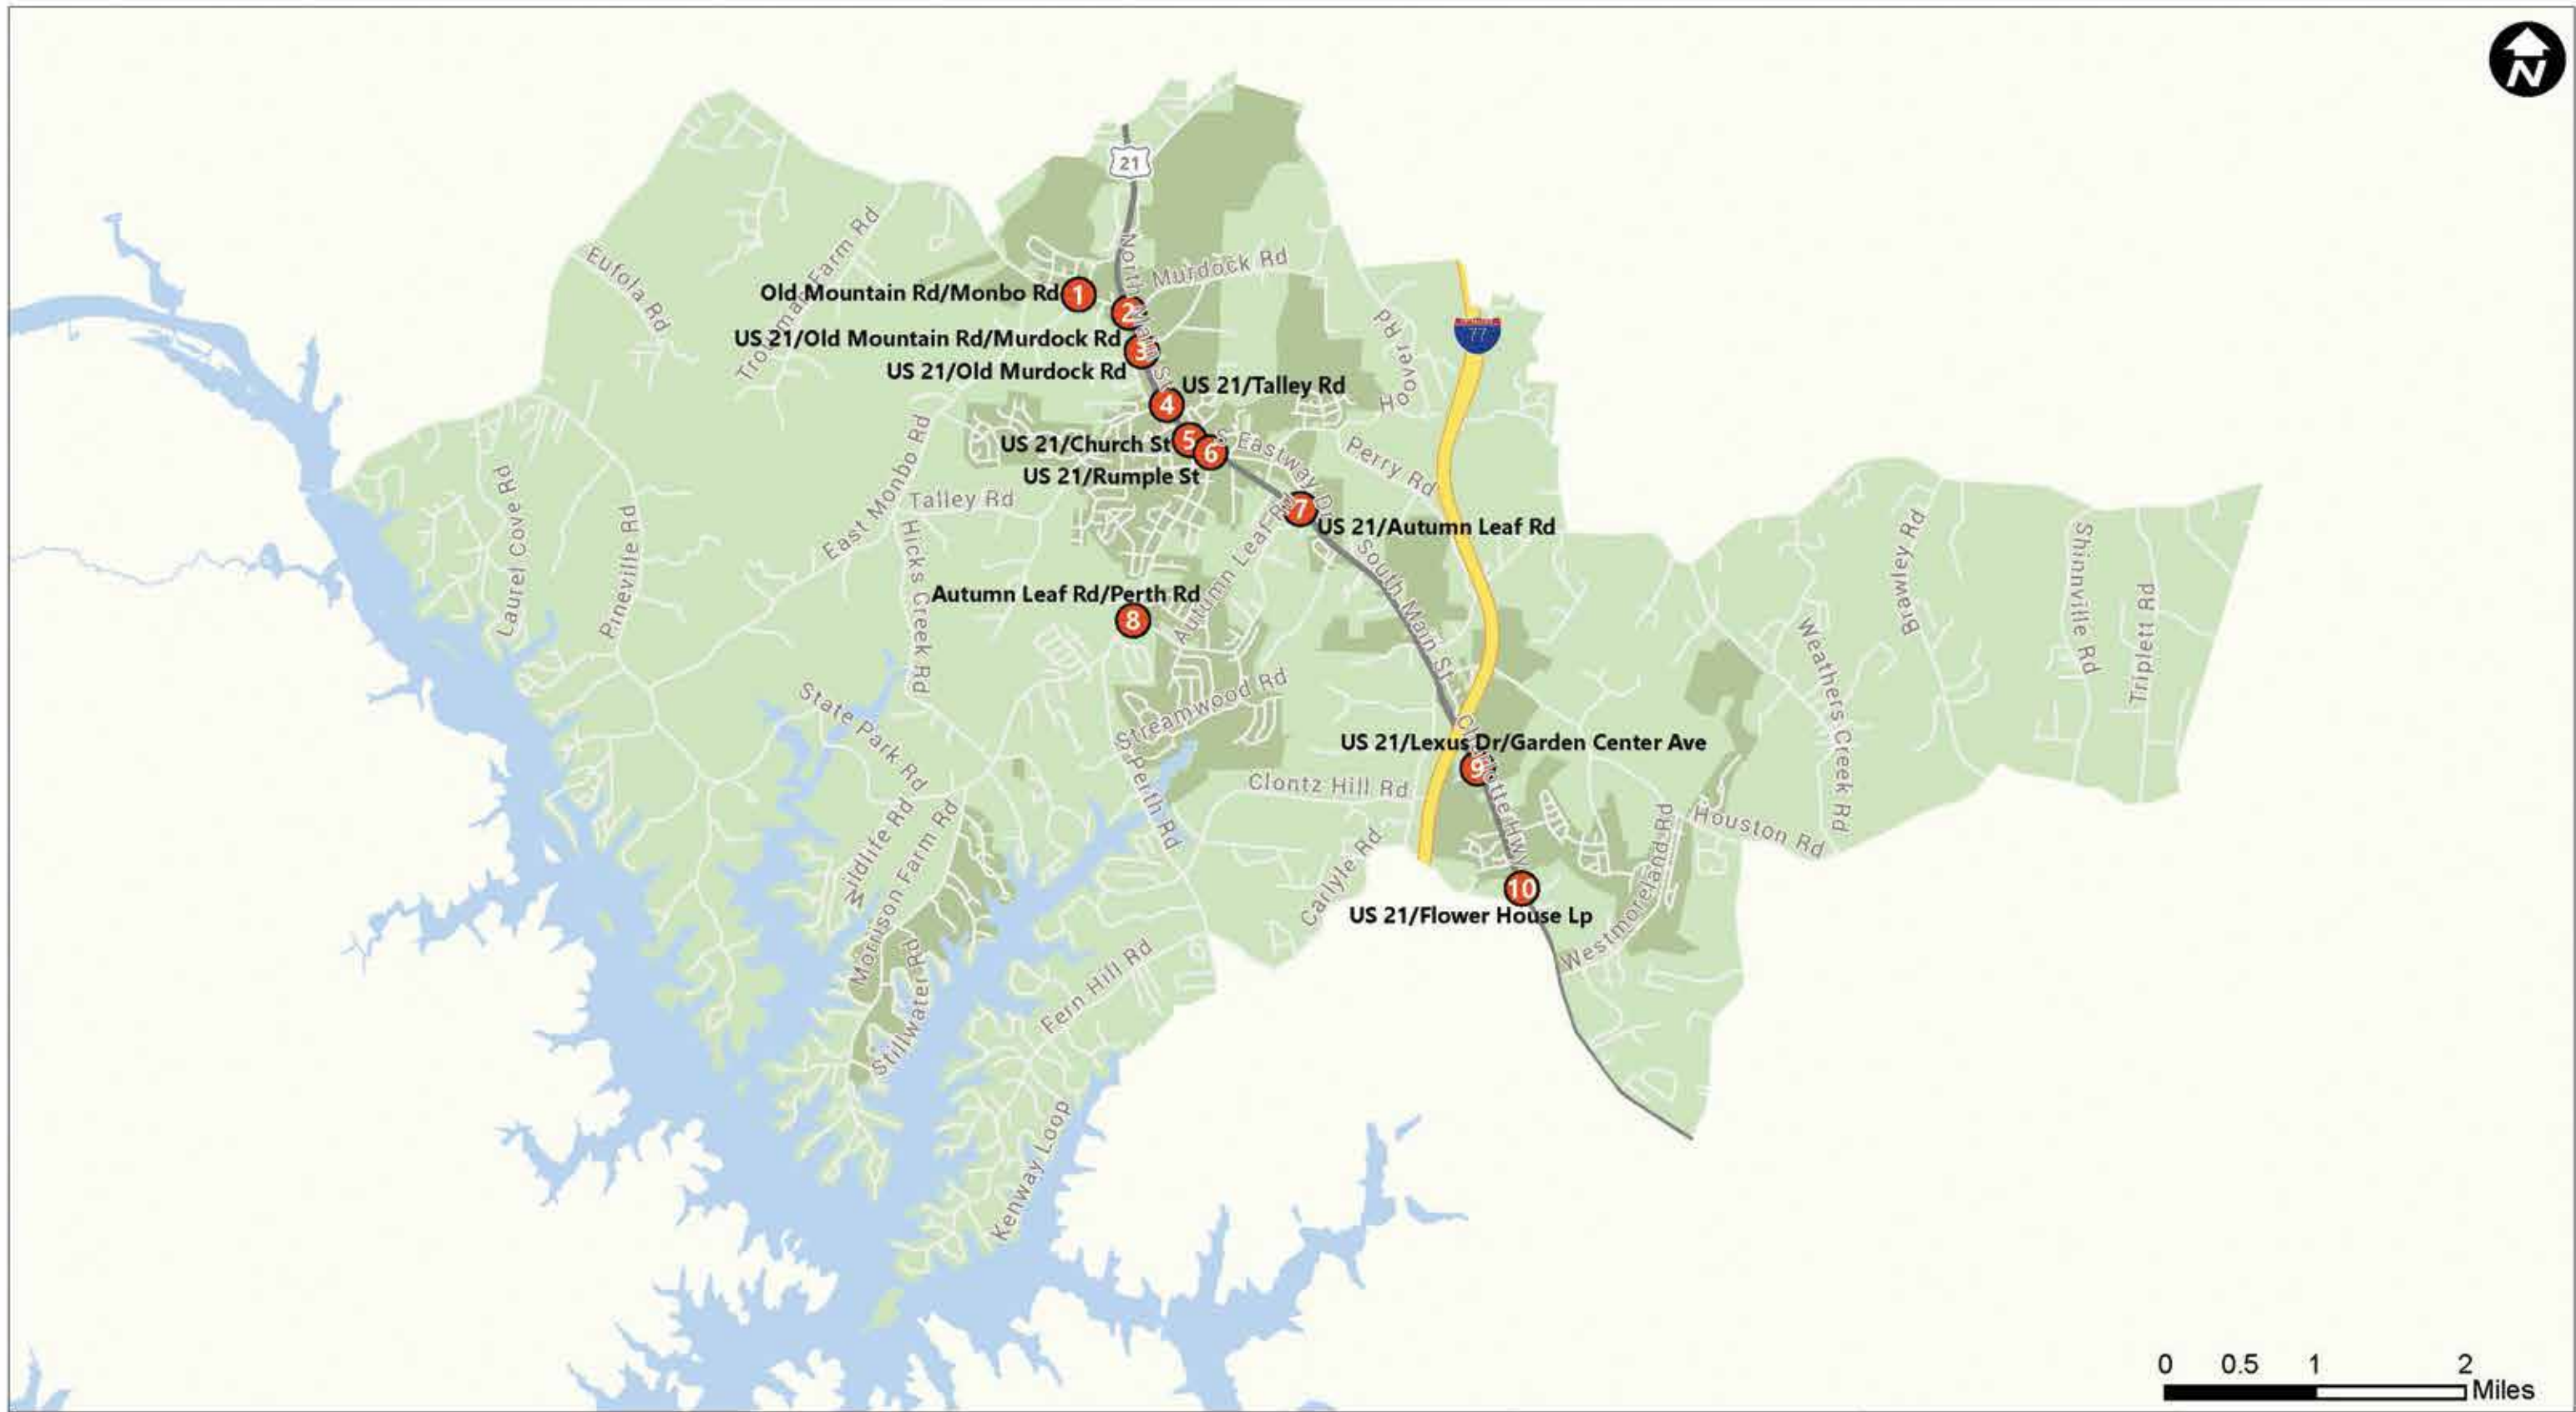 N
21
Eufola Rd
Troutman Farm Rd
North Main St
Murdock Rd
Old Mountain Rd/Monbo Rd
1
2
US 21/Old Mountain Rd/Murdock Rd
3
US 21/Old Murdock Rd
Hoover Rd
77
US 21/Talley Rd
4
US 21/Church St
5
6
US 21/Rumple St
S Eastway Dr
Perry Rd
East Monbo Rd
Talley Rd
7
US 21/Autumn Leaf Rd
Laurel Cove Rd
Pineville Rd
Hicks Creek Rd
Autumn Leaf Rd
South Main St
Brawley Rd
Shinnville Rd
Triplett Rd
Autumn Leaf Rd/Perth Rd
8
Weathers Creek Rd
State Park Rd
Streamwood Rd
US 21/Lexus Dr/Garden Center Ave
9
Charlotte Hwy
Clontz Hill Rd
Perth Rd
Wildlife Rd
Morrison Farm Rd
Carlyle Rd
Houston Rd
Westmoreland Rd
10
US 21/Flower House Lp
Stillwater Rd
Fern Hill Rd
Kenway Loop
0 0.5 1 2
Miles